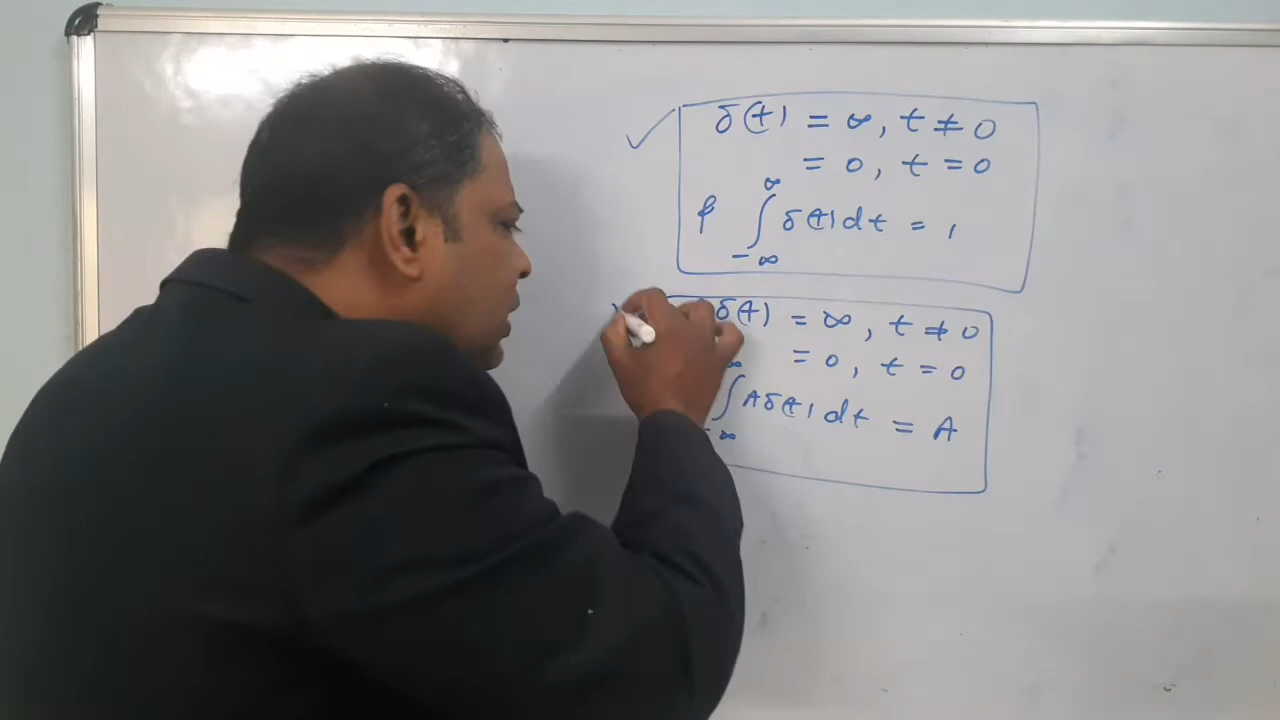 δ(t) = ∞, t ≠ 0
= 0, t = 0
& ∫_{-∞}^{∞} δ(t) dt = 1
δ(t) = ∞, t ≠ 0
= 0, t = 0
∫_{-∞}^{∞} Aδ(t) dt = A